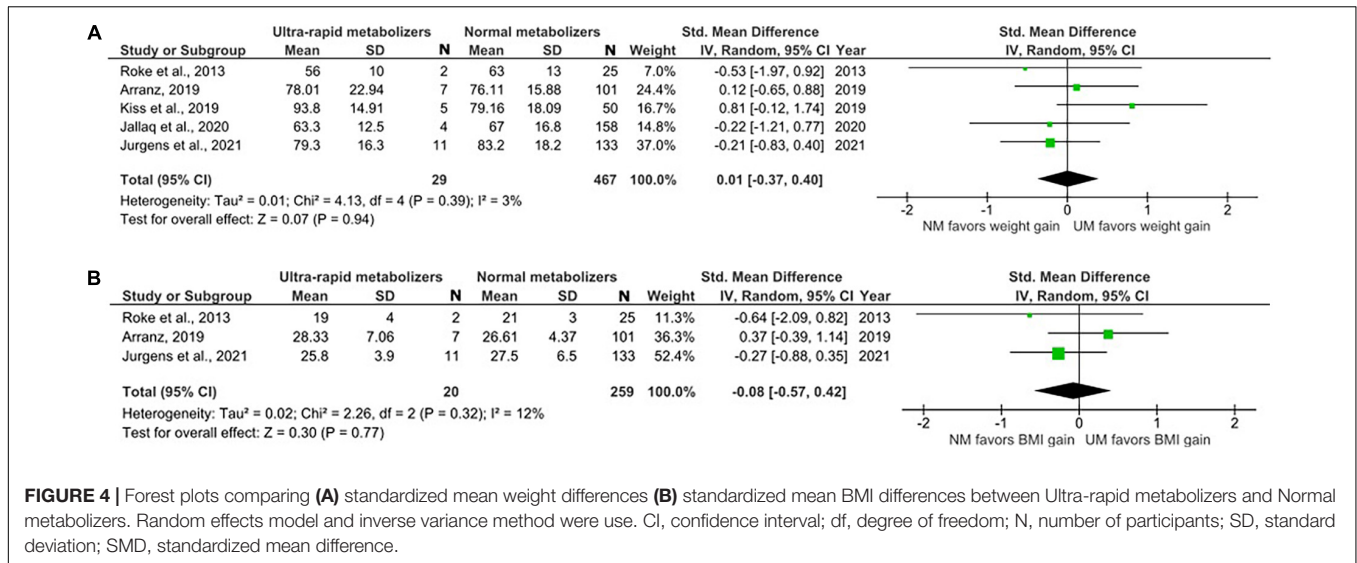 A
Ultra-rapid metabolizers Normal metabolizers Std. Mean Difference Std. Mean Difference
Study or Subgroup Mean SD N Mean SD N Weight IV, Random, 95% CI Year IV, Random, 95% CI
Roke et al., 2013 56 10 2 63 13 25 7.0% -0.53 [-1.97, 0.92] 2013
Arranz, 2019 78.01 22.94 7 76.11 15.88 101 24.4% 0.12 [-0.65, 0.88] 2019
Kiss et al., 2019 93.8 14.91 5 79.16 18.09 50 16.7% 0.81 [-0.12, 1.74] 2019
Jallaq et al., 2020 63.3 12.5 4 67 16.8 158 14.8% -0.22 [-1.21, 0.77] 2020
Jurgens et al., 2021 79.3 16.3 11 83.2 18.2 133 37.0% -0.21 [-0.83, 0.40] 2021
Total (95% CI) 29 467 100.0% 0.01 [-0.37, 0.40]
Heterogeneity: Tau² = 0.01; Chi² = 4.13, df = 4 (P = 0.39); I² = 3%
Test for overall effect: Z = 0.07 (P = 0.94)
-2 -1 0 1 2
NM favors weight gain UM favors weight gain
B
Ultra-rapid metabolizers Normal metabolizers Std. Mean Difference Std. Mean Difference
Study or Subgroup Mean SD N Mean SD N Weight IV, Random, 95% CI Year IV, Random, 95% CI
Roke et al., 2013 19 4 2 21 3 25 11.3% -0.64 [-2.09, 0.82] 2013
Arranz, 2019 28.33 7.06 7 26.61 4.37 101 36.3% 0.37 [-0.39, 1.14] 2019
Jurgens et al., 2021 25.8 3.9 11 27.5 6.5 133 52.4% -0.27 [-0.88, 0.35] 2021
Total (95% CI) 20 259 100.0% -0.08 [-0.57, 0.42]
Heterogeneity: Tau² = 0.02; Chi² = 2.26, df = 2 (P = 0.32); I² = 12%
Test for overall effect: Z = 0.30 (P = 0.77)
-2 -1 0 1 2
NM favors BMI gain UM favors BMI gain
FIGURE 4 | Forest plots comparing (A) standardized mean weight differences (B) standardized mean BMI differences between Ultra-rapid metabolizers and Normal
metabolizers. Random effects model and inverse variance method were use. CI, confidence interval; df, degree of freedom; N, number of participants; SD, standard
deviation; SMD, standardized mean difference.